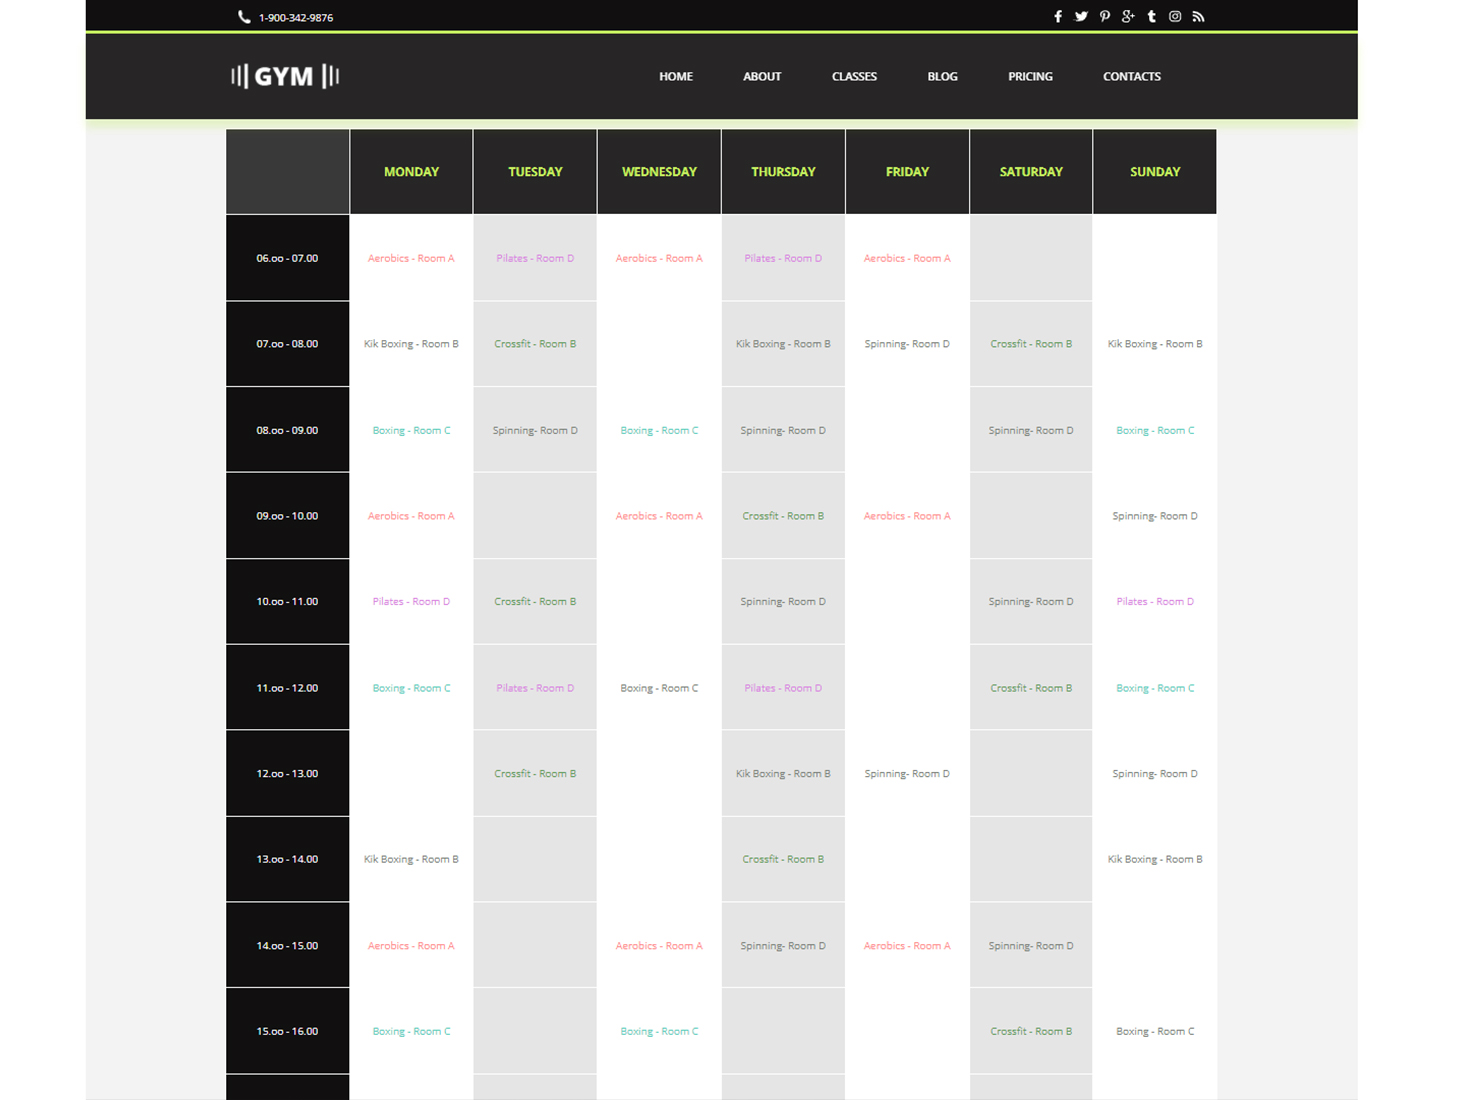 1-900-342-9876
GYM
HOME ABOUT CLASSES BLOG PRICING CONTACTS
MONDAY TUESDAY WEDNESDAY THURSDAY FRIDAY SATURDAY SUNDAY
06.oo - 07.00 Aerobics - Room A Pilates - Room D Aerobics - Room A Pilates - Room D Aerobics - Room A
07.oo - 08.00 Kik Boxing - Room B Crossfit - Room B Kik Boxing - Room B Spinning- Room D Crossfit - Room B Kik Boxing - Room B
08.oo - 09.00 Boxing - Room C Spinning- Room D Boxing - Room C Spinning- Room D Spinning- Room D Boxing - Room C
09.oo - 10.00 Aerobics - Room A Aerobics - Room A Crossfit - Room B Aerobics - Room A Spinning- Room D
10.oo - 11.00 Pilates - Room D Crossfit - Room B Spinning- Room D Spinning- Room D Pilates - Room D
11.oo - 12.00 Boxing - Room C Pilates - Room D Boxing - Room C Pilates - Room D Crossfit - Room B Boxing - Room C
12.oo - 13.00 Crossfit - Room B Kik Boxing - Room B Spinning- Room D Spinning- Room D
13.oo - 14.00 Kik Boxing - Room B Crossfit - Room B Kik Boxing - Room B
14.oo - 15.00 Aerobics - Room A Aerobics - Room A Spinning- Room D Aerobics - Room A Spinning- Room D
15.oo - 16.00 Boxing - Room C Boxing - Room C Crossfit - Room B Boxing - Room C